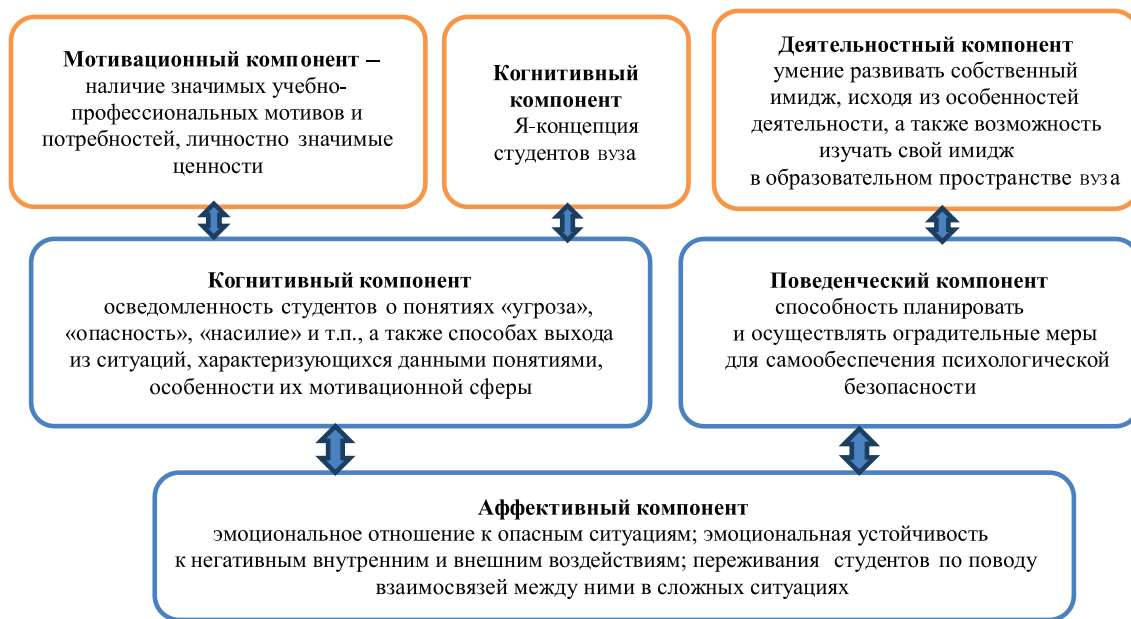 Мотивационный компонент –
наличие значимых учебно-
профессиональных мотивов и
потребностей, личностно значимые
ценности
Когнитивный
компонент
Я-концепция
студентов вуза
Деятельностный компонент
умение развивать собственный
имидж, исходя из особенностей
деятельности, а также возможность
изучать свой имидж
в образовательном пространстве вуза
Когнитивный компонент
осведомленность студентов о понятиях «угроза»,
«опасность», «насилие» и т.п., а также способах выхода
из ситуаций, характеризующихся данными понятиями,
особенности их мотивационной сферы
Поведенческий компонент
способность планировать
и осуществлять оградительные меры
для самообеспечения психологической
безопасности
Аффективный компонент
эмоциональное отношение к опасным ситуациям; эмоциональная устойчивость
к негативным внутренним и внешним воздействиям; переживания студентов по поводу
взаимосвязей между ними в сложных ситуациях